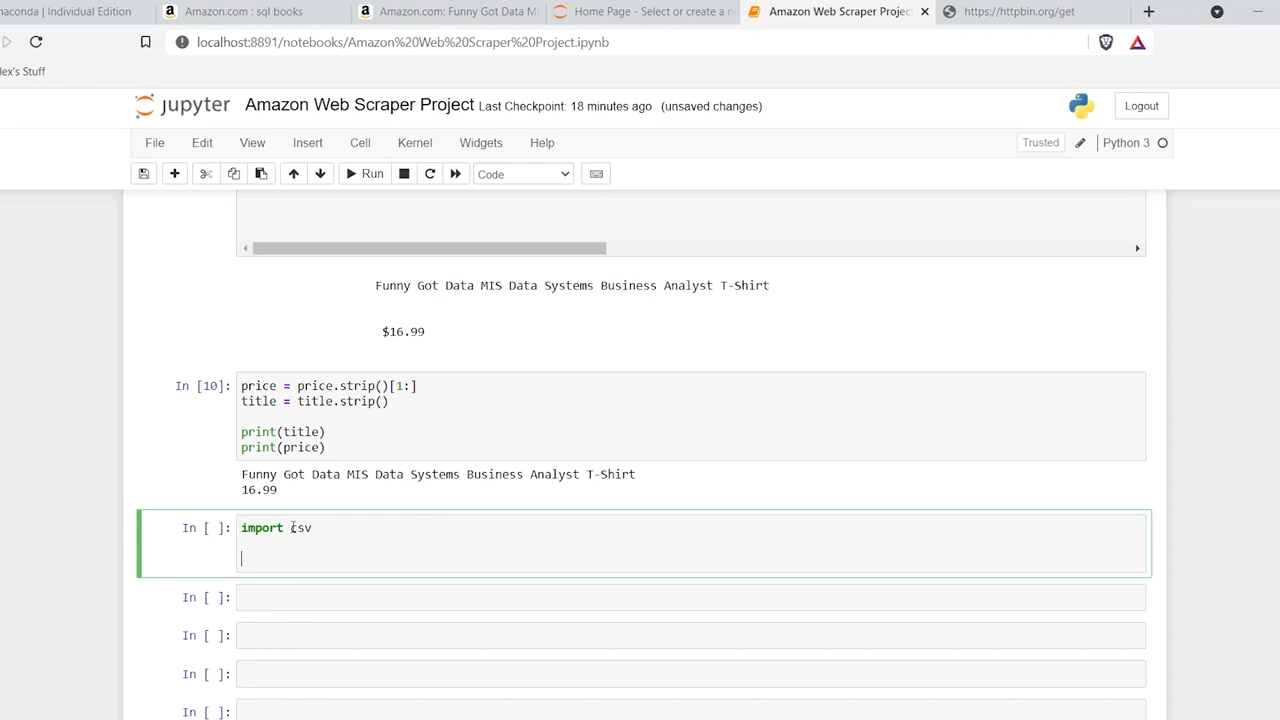 naconda | Individual Edition
Amazon.com : sql books
Amazon.com: Funny Got Data M
Home Page - Select or create a n
Amazon Web Scraper Project
https://httpbin.org/get
localhost:8891/notebooks/Amazon%20Web%20Scraper%20Project.ipynb
lex's Stuff
jupyter Amazon Web Scraper Project Last Checkpoint: 18 minutes ago (unsaved changes)
Logout
File Edit View Insert Cell Kernel Widgets Help
Trusted
Python 3
Run
Code
Funny Got Data MIS Data Systems Business Analyst T-Shirt
$16.99
In [10]: price = price.strip()[1:]
title = title.strip()
print(title)
print(price)
Funny Got Data MIS Data Systems Business Analyst T-Shirt
16.99
In [ ]: import csv
In [ ]:
In [ ]:
In [ ]:
In [ ]: